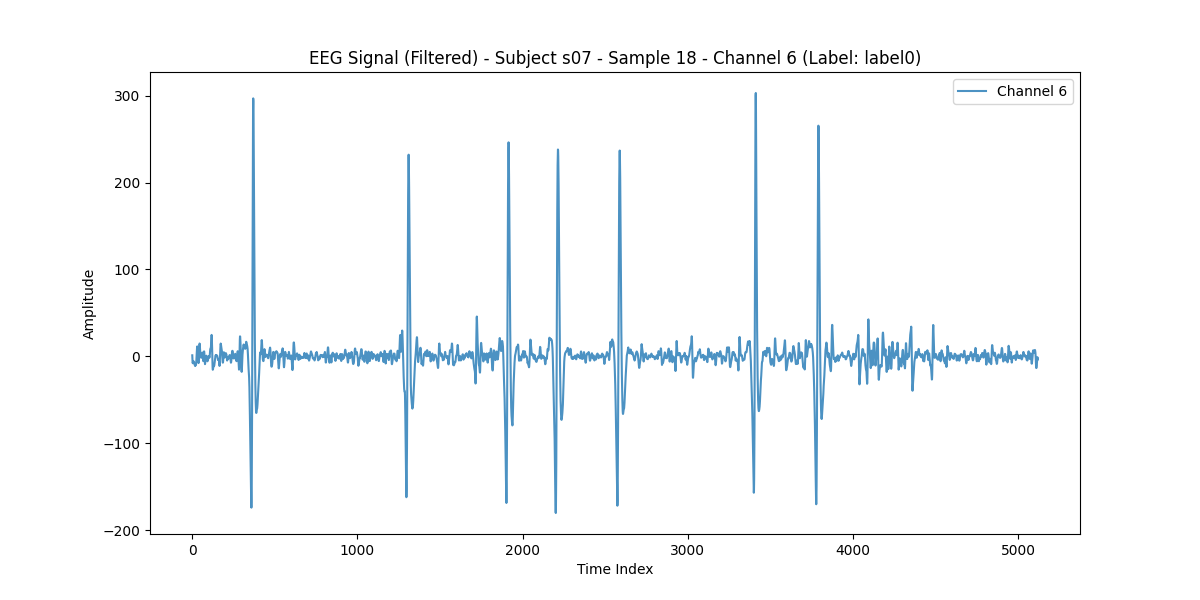 EEG Signal (Filtered) - Subject s07 - Sample 18 - Channel 6 (Label: label0)
Channel 6
300
200
100
0
−100
−200
Amplitude
0 1000 2000 3000 4000 5000
Time Index